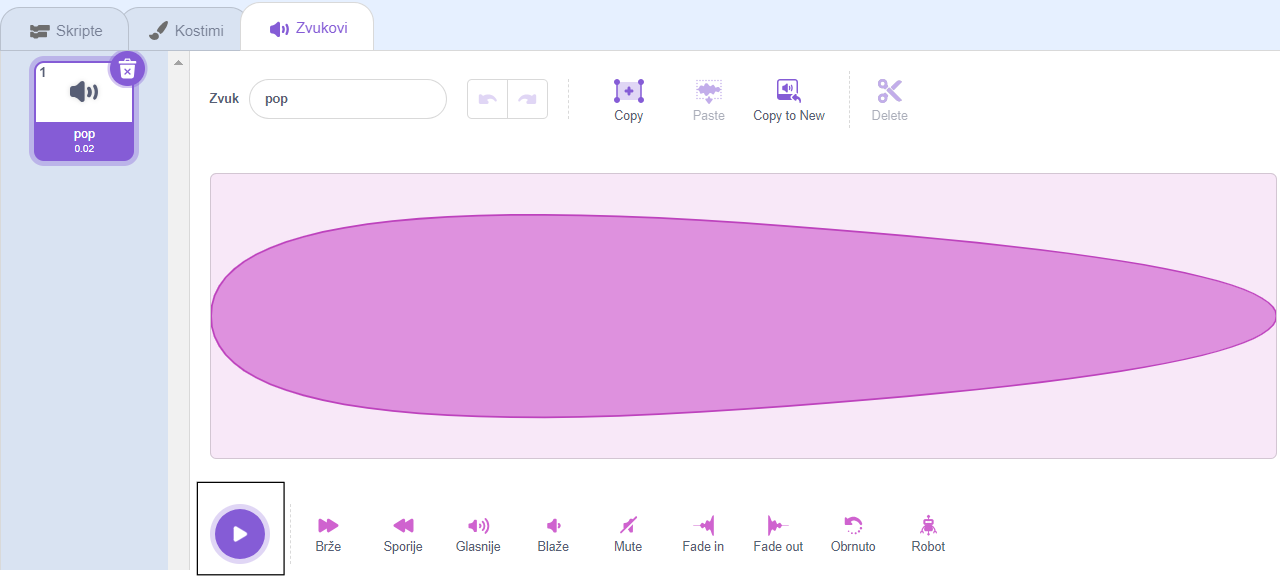 Skripte
Kostimi
Zvukovi
1
pop
0.02
Zvuk
pop
Copy
Paste
Copy to New
Delete
Brže
Sporije
Glasnije
Blaže
Mute
Fade in
Fade out
Obrnuto
Robot